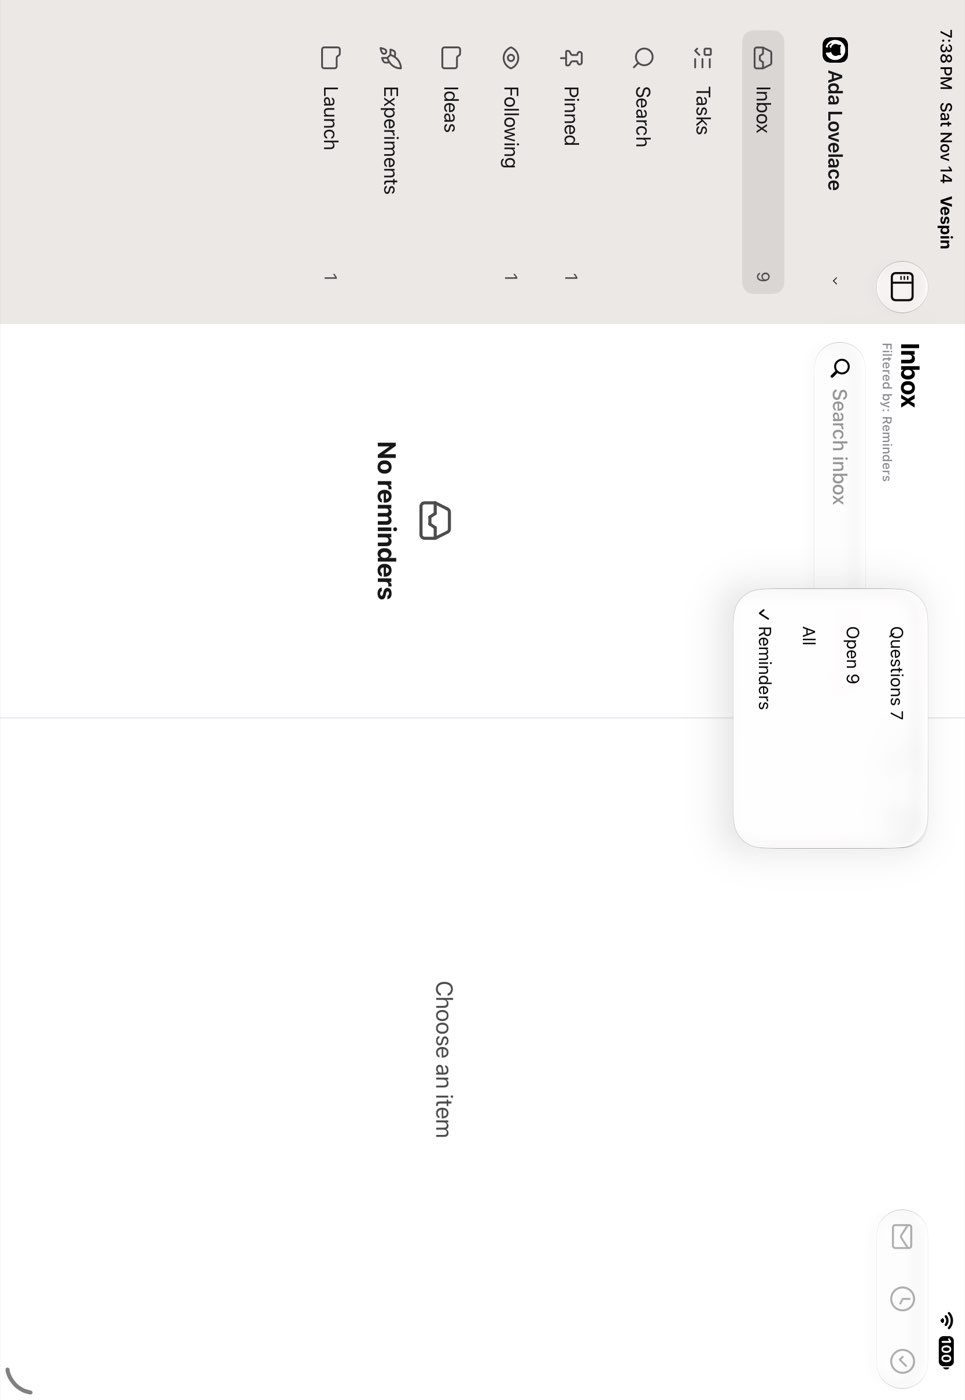 7:38 PM Sat Nov 14 Vespin
100
Ada Lovelace
Inbox 9
Tasks
Search
Pinned 1
Following 1
Ideas
Experiments
Launch 1
Inbox
Filtered by: Reminders
Search inbox
Questions 7
Open 9
All
Reminders
No reminders
Choose an item